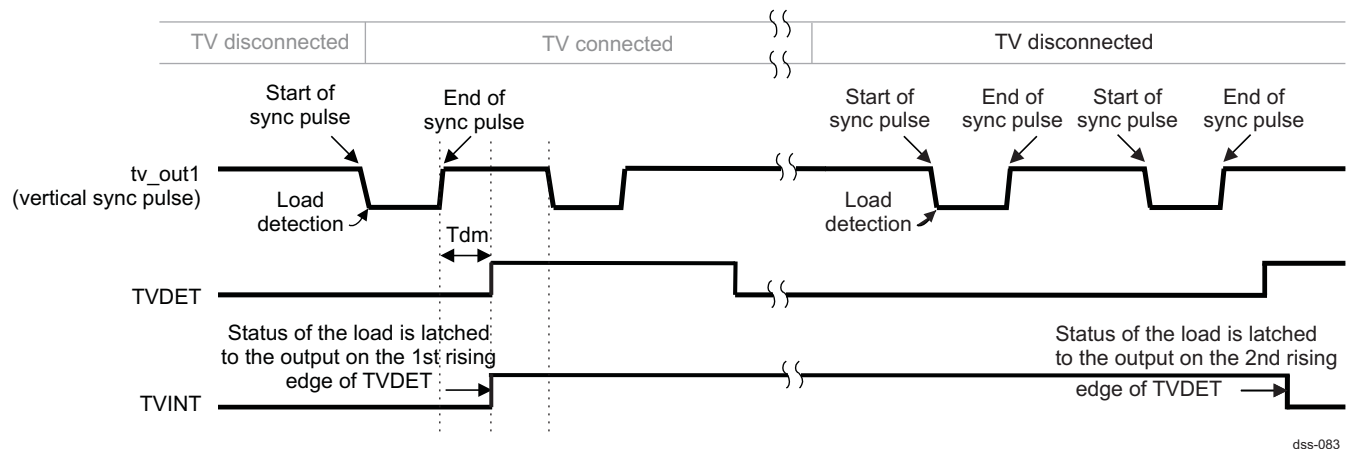 TV disconnected
TV connected
TV disconnected
Start of
sync pulse
End of
sync pulse
Start of
sync pulse
End of
sync pulse
Start of
sync pulse
End of
sync pulse
tv_out1
(vertical sync pulse)
Load
detection
Load
detection
Tdm
TVDET
Status of the load is latched
to the output on the 1st rising
edge of TVDET
Status of the load is latched
to the output on the 2nd rising
edge of TVDET
TVINT
dss-083